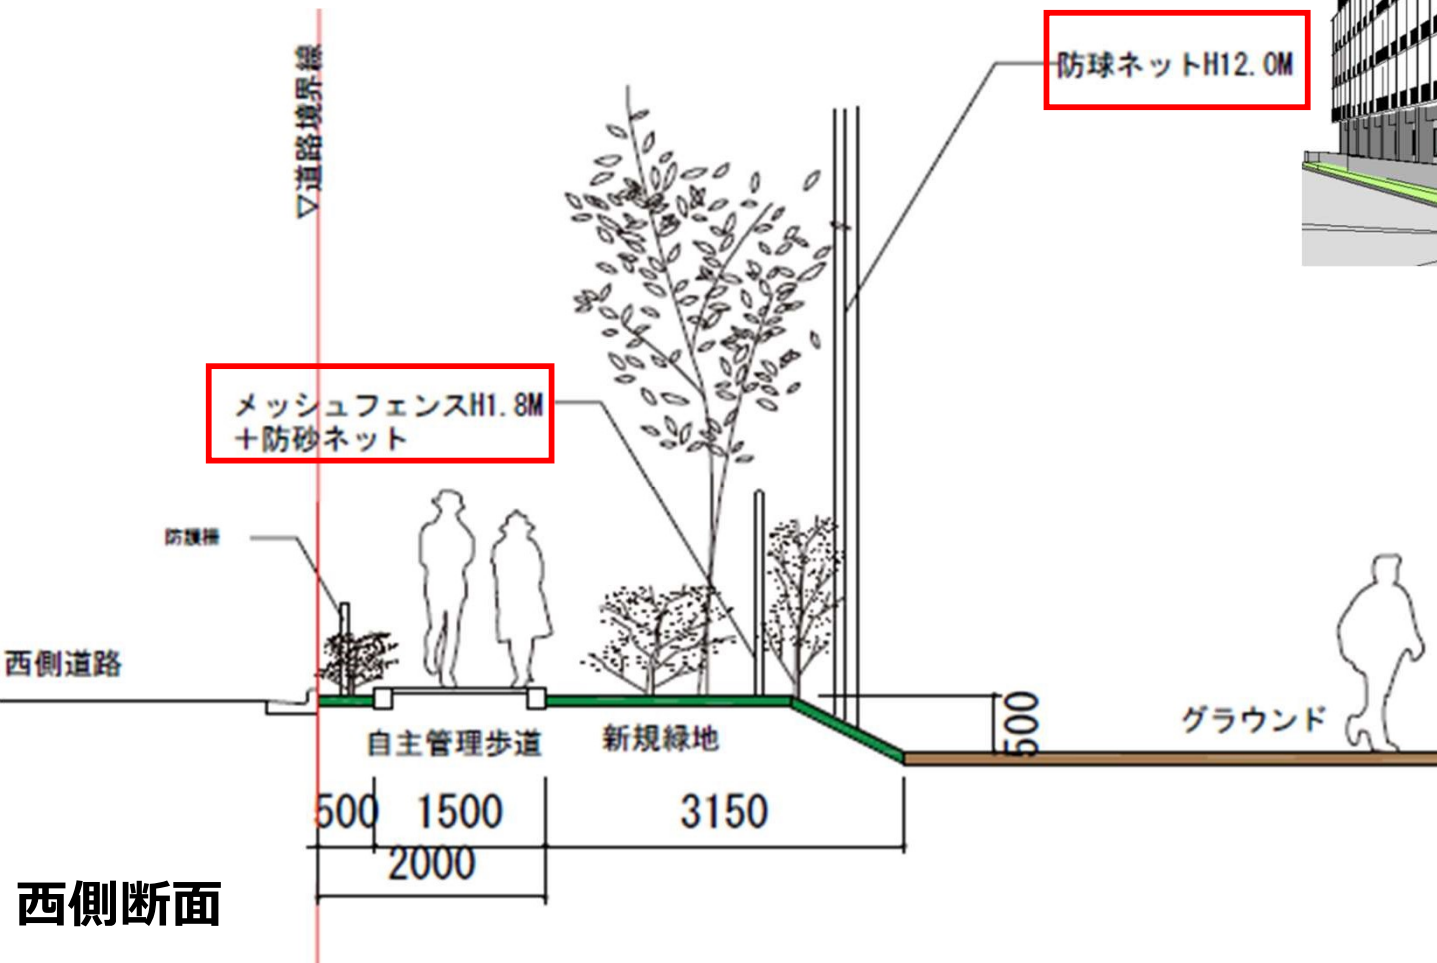 ▽道路境界線
防球ネットH12.0M
メッシュフェンスH1.8M
＋防砂ネット
防護柵
西側道路
自主管理歩道
新規緑地
グラウンド
500
500
1500
3150
2000
西側断面